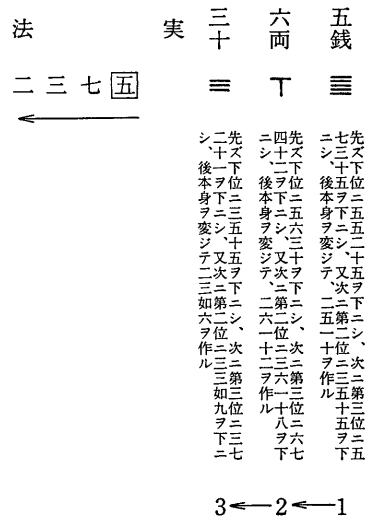 五銭
𝍭
先ズ下位ニ五五二十五ヲ下ニシ、次ニ第三位ニ五
七三十五ヲ下ニシ、又次ニ第二位ニ三五十五ヲ下
ニシ、後本身ヲ変ジテ、二五一十ヲ作ル
六両
𝍥
先ズ下位ニ五六三十ヲ下ニシ、次ニ第三位ニ六七
四十二ヲ下ニシ、又次ニ第二位ニ三六一十八ヲ下
ニシ、後本身ヲ変ジテ、二六一十二ヲ作ル
三十
𝍫
先ズ下位ニ三五十五ヲ下ニシ、次ニ第三位ニ三七
二十一ヲ下ニシ、又次ニ第二位ニ三三如九ヲ下ニ
シ、後本身ヲ変ジテ二三如六ヲ作ル
実
法
二三七五
3←2←1